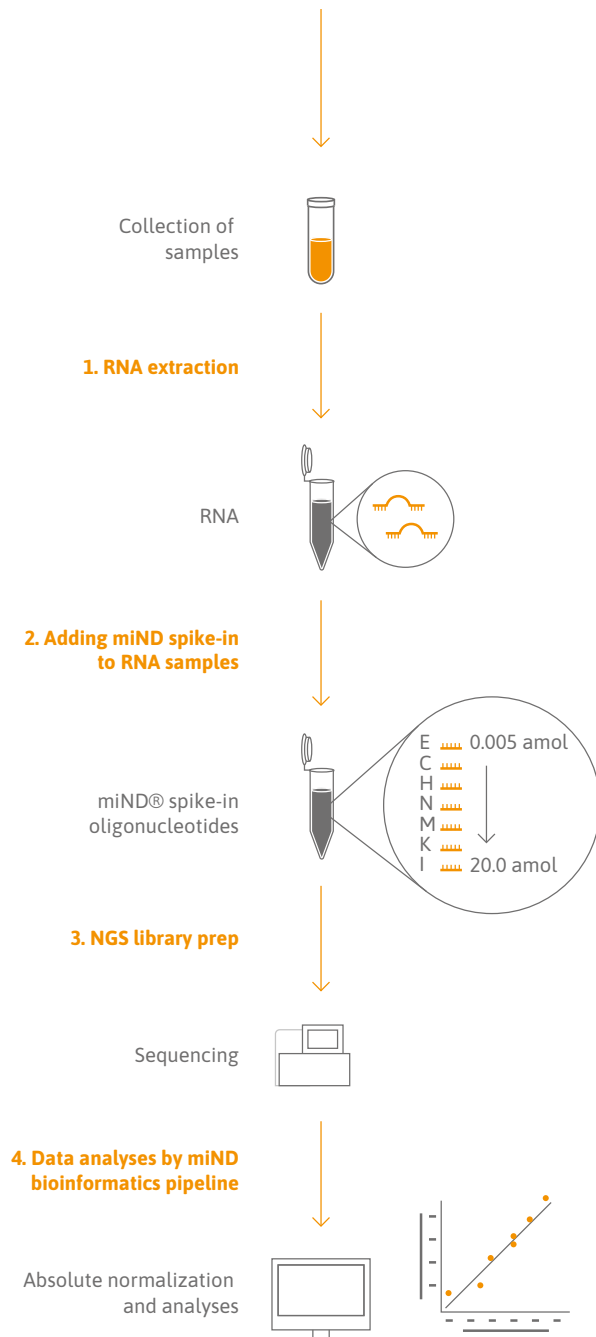 Collection of
samples
1. RNA extraction
RNA
2. Adding miND spike-in
to RNA samples
miND® spike-in
oligonucleotides
E 0.005 amol
C
H
N
M
K
I 20.0 amol
3. NGS library prep
Sequencing
4. Data analyses by miND
bioinformatics pipeline
Absolute normalization
and analyses